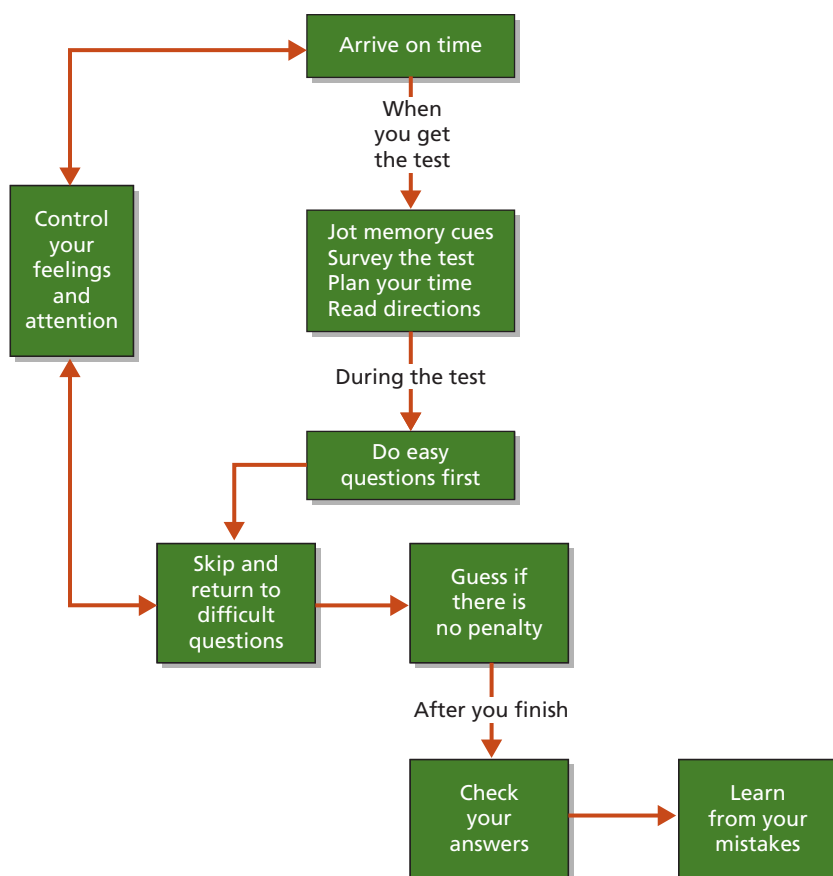 Arrive on time
When
you get
the test
Control
your
feelings
and
attention
Jot memory cues
Survey the test
Plan your time
Read directions
During the test
Do easy
questions first
Skip and
return to
difficult
questions
Guess if
there is
no penalty
After you finish
Check
your
answers
Learn
from your
mistakes